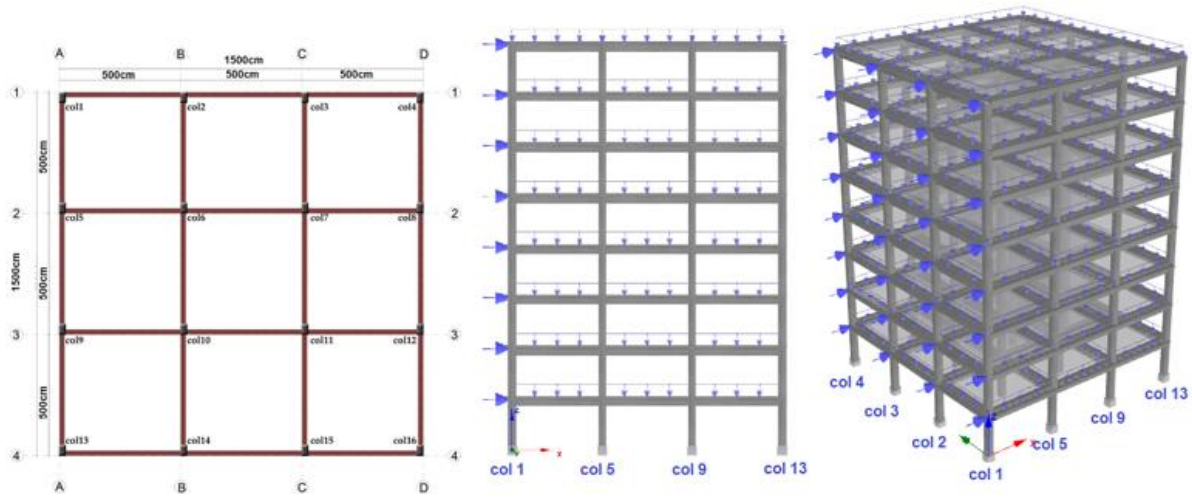 A B C D
1500cm
500cm 500cm 500cm
1 1
col1 col2 col3 col4
500cm
2 2
col5 col6 col7 col8
1500cm
500cm
3 3
col9 col10 col11 col12
500cm
col13 col14 col15 col16
4 4
A B C D
z
x
col 1 col 5 col 9 col 13
col 4
col 3
col 2
col 1
z
x
col 5
col 9
col 13